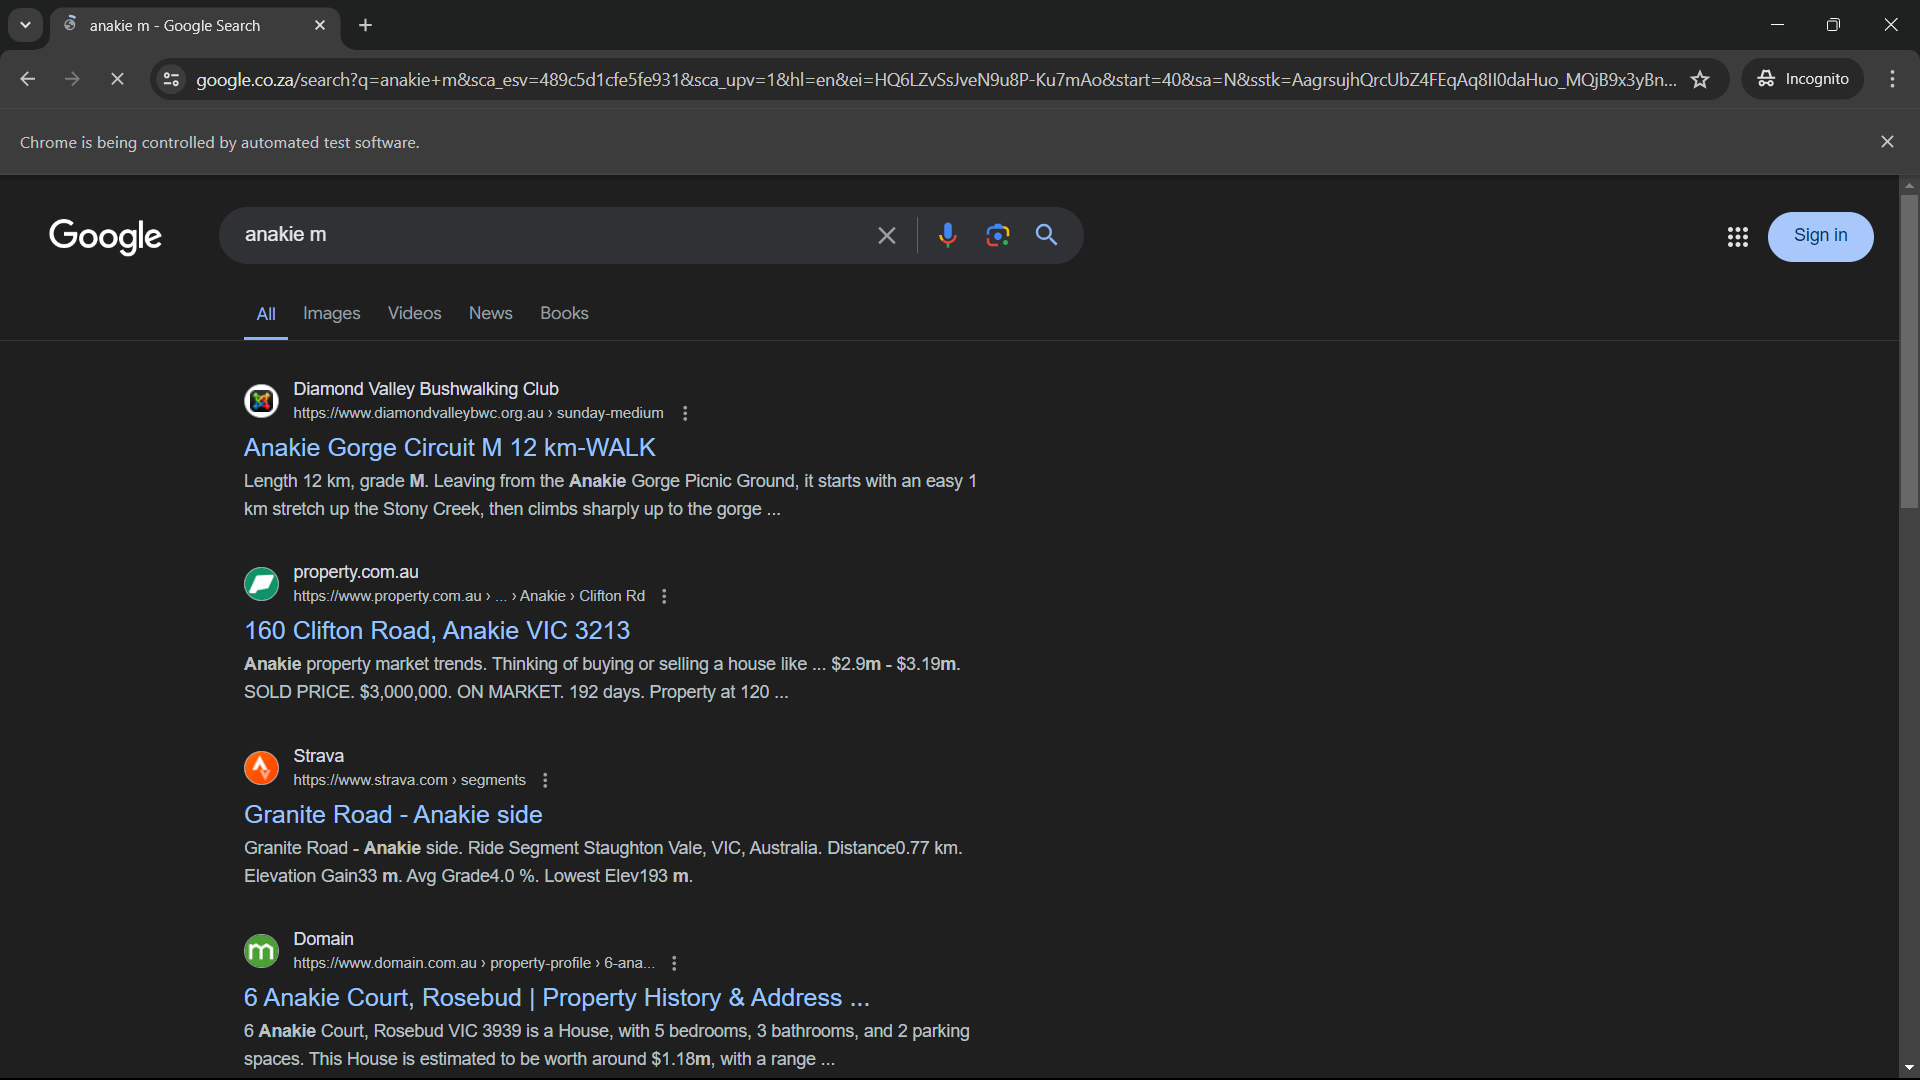 anakie m - Google Search
google.co.za/search?q=anakie+m&sca_esv=489c5d1cfe5fe931&sca_upv=1&hl=en&ei=HQ6LZvSsJveN9u8P-Ku7mAo&start=40&sa=N&sstk=AagrsujhQrcUbZ4FEqAq8II0daHuo_MQjB9x3yBn...
Incognito
Chrome is being controlled by automated test software.
Google
anakie m
Sign in
All Images Videos News Books
Diamond Valley Bushwalking Club
https://www.diamondvalleybwc.org.au › sunday-medium
Anakie Gorge Circuit M 12 km-WALK
Length 12 km, grade M. Leaving from the Anakie Gorge Picnic Ground, it starts with an easy 1
km stretch up the Stony Creek, then climbs sharply up to the gorge ...
property.com.au
https://www.property.com.au › ... › Anakie › Clifton Rd
160 Clifton Road, Anakie VIC 3213
Anakie property market trends. Thinking of buying or selling a house like ... $2.9m - $3.19m.
SOLD PRICE. $3,000,000. ON MARKET. 192 days. Property at 120 ...
Strava
https://www.strava.com › segments
Granite Road - Anakie side
Granite Road - Anakie side. Ride Segment Staughton Vale, VIC, Australia. Distance0.77 km.
Elevation Gain33 m. Avg Grade4.0 %. Lowest Elev193 m.
m
Domain
https://www.domain.com.au › property-profile › 6-ana...
6 Anakie Court, Rosebud | Property History & Address ...
6 Anakie Court, Rosebud VIC 3939 is a House, with 5 bedrooms, 3 bathrooms, and 2 parking
spaces. This House is estimated to be worth around $1.18m, with a range ...